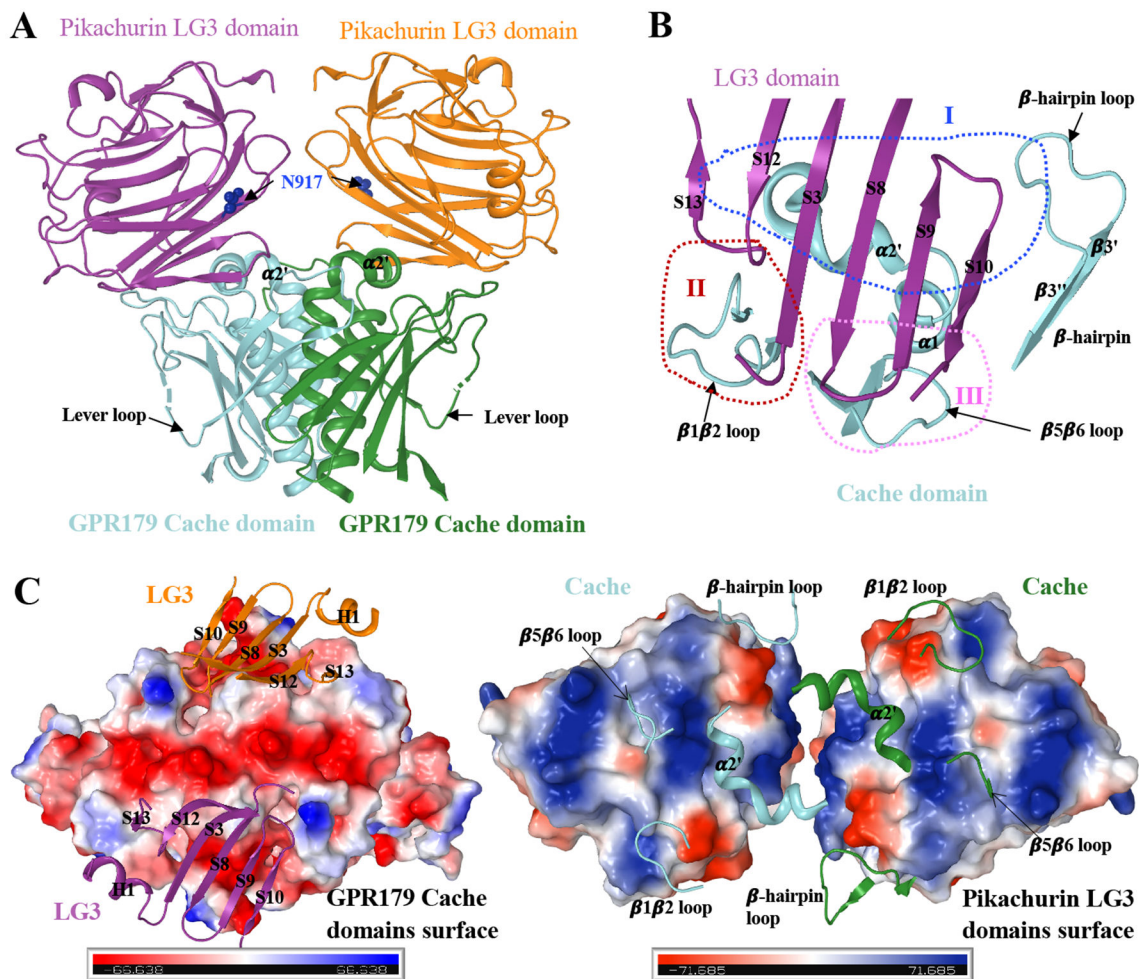 A
Pikachurin LG3 domain
Pikachurin LG3 domain
N917
α2'
α2'
Lever loop
Lever loop
GPR179 Cache domain
GPR179 Cache domain
B
LG3 domain
β-hairpin loop
I
S12
S13
S3
S8
S9
S10
α2'
β3'
β3''
II
α1
β-hairpin
III
β1β2 loop
β5β6 loop
Cache domain
C
LG3
H1
S10
S9
S8
S3
S12
S13
S13
S12
S3
S8
S9
S10
H1
LG3
GPR179 Cache
domains surface
-66.638
66.638
Cache
β-hairpin loop
β1β2 loop
Cache
β5β6 loop
α2'
α2'
β5β6 loop
β1β2 loop
β-hairpin
loop
Pikachurin LG3
domains surface
-71.685
71.685